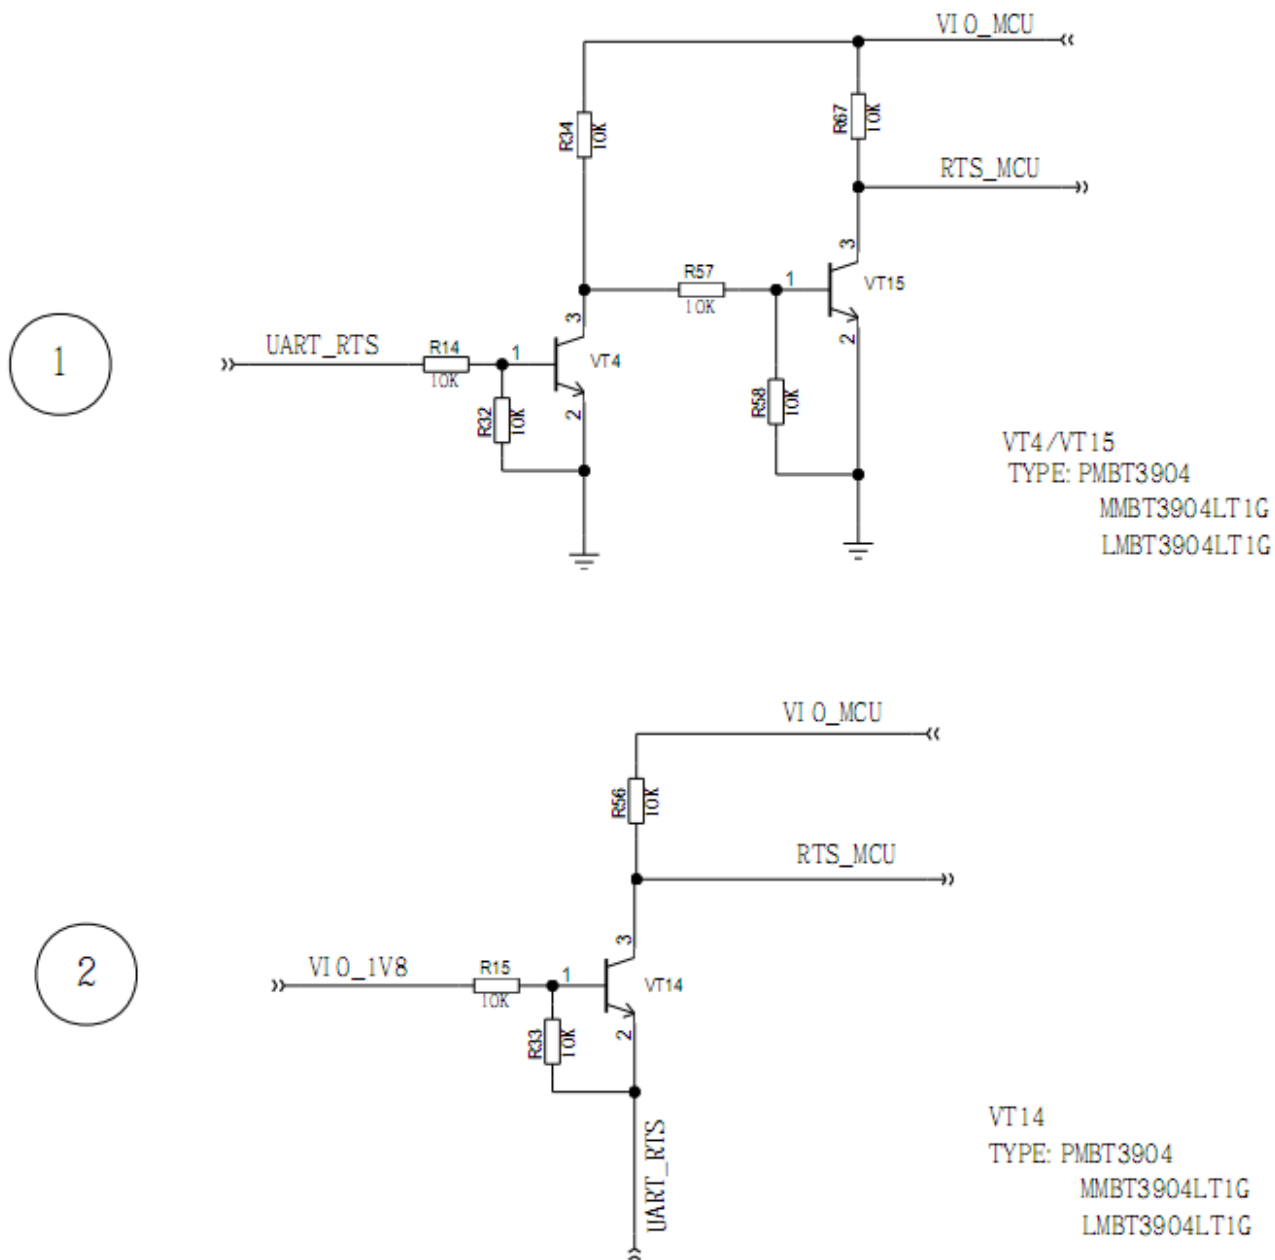 VIO_MCU
R34
10K
R67
10K
RTS_MCU
3
R57
1
VT15
10K
3
2
1
UART_RTS
R14
1
VT4
10K
R32
10K
2
R58
10K
VT4/VT15
TYPE: PMBT3904
MMBT3904LT1G
LMBT3904LT1G
VIO_MCU
R56
10K
RTS_MCU
3
2
VIO_1V8
R15
1
VT14
10K
R33
10K
2
UART_RTS
VT14
TYPE: PMBT3904
MMBT3904LT1G
LMBT3904LT1G